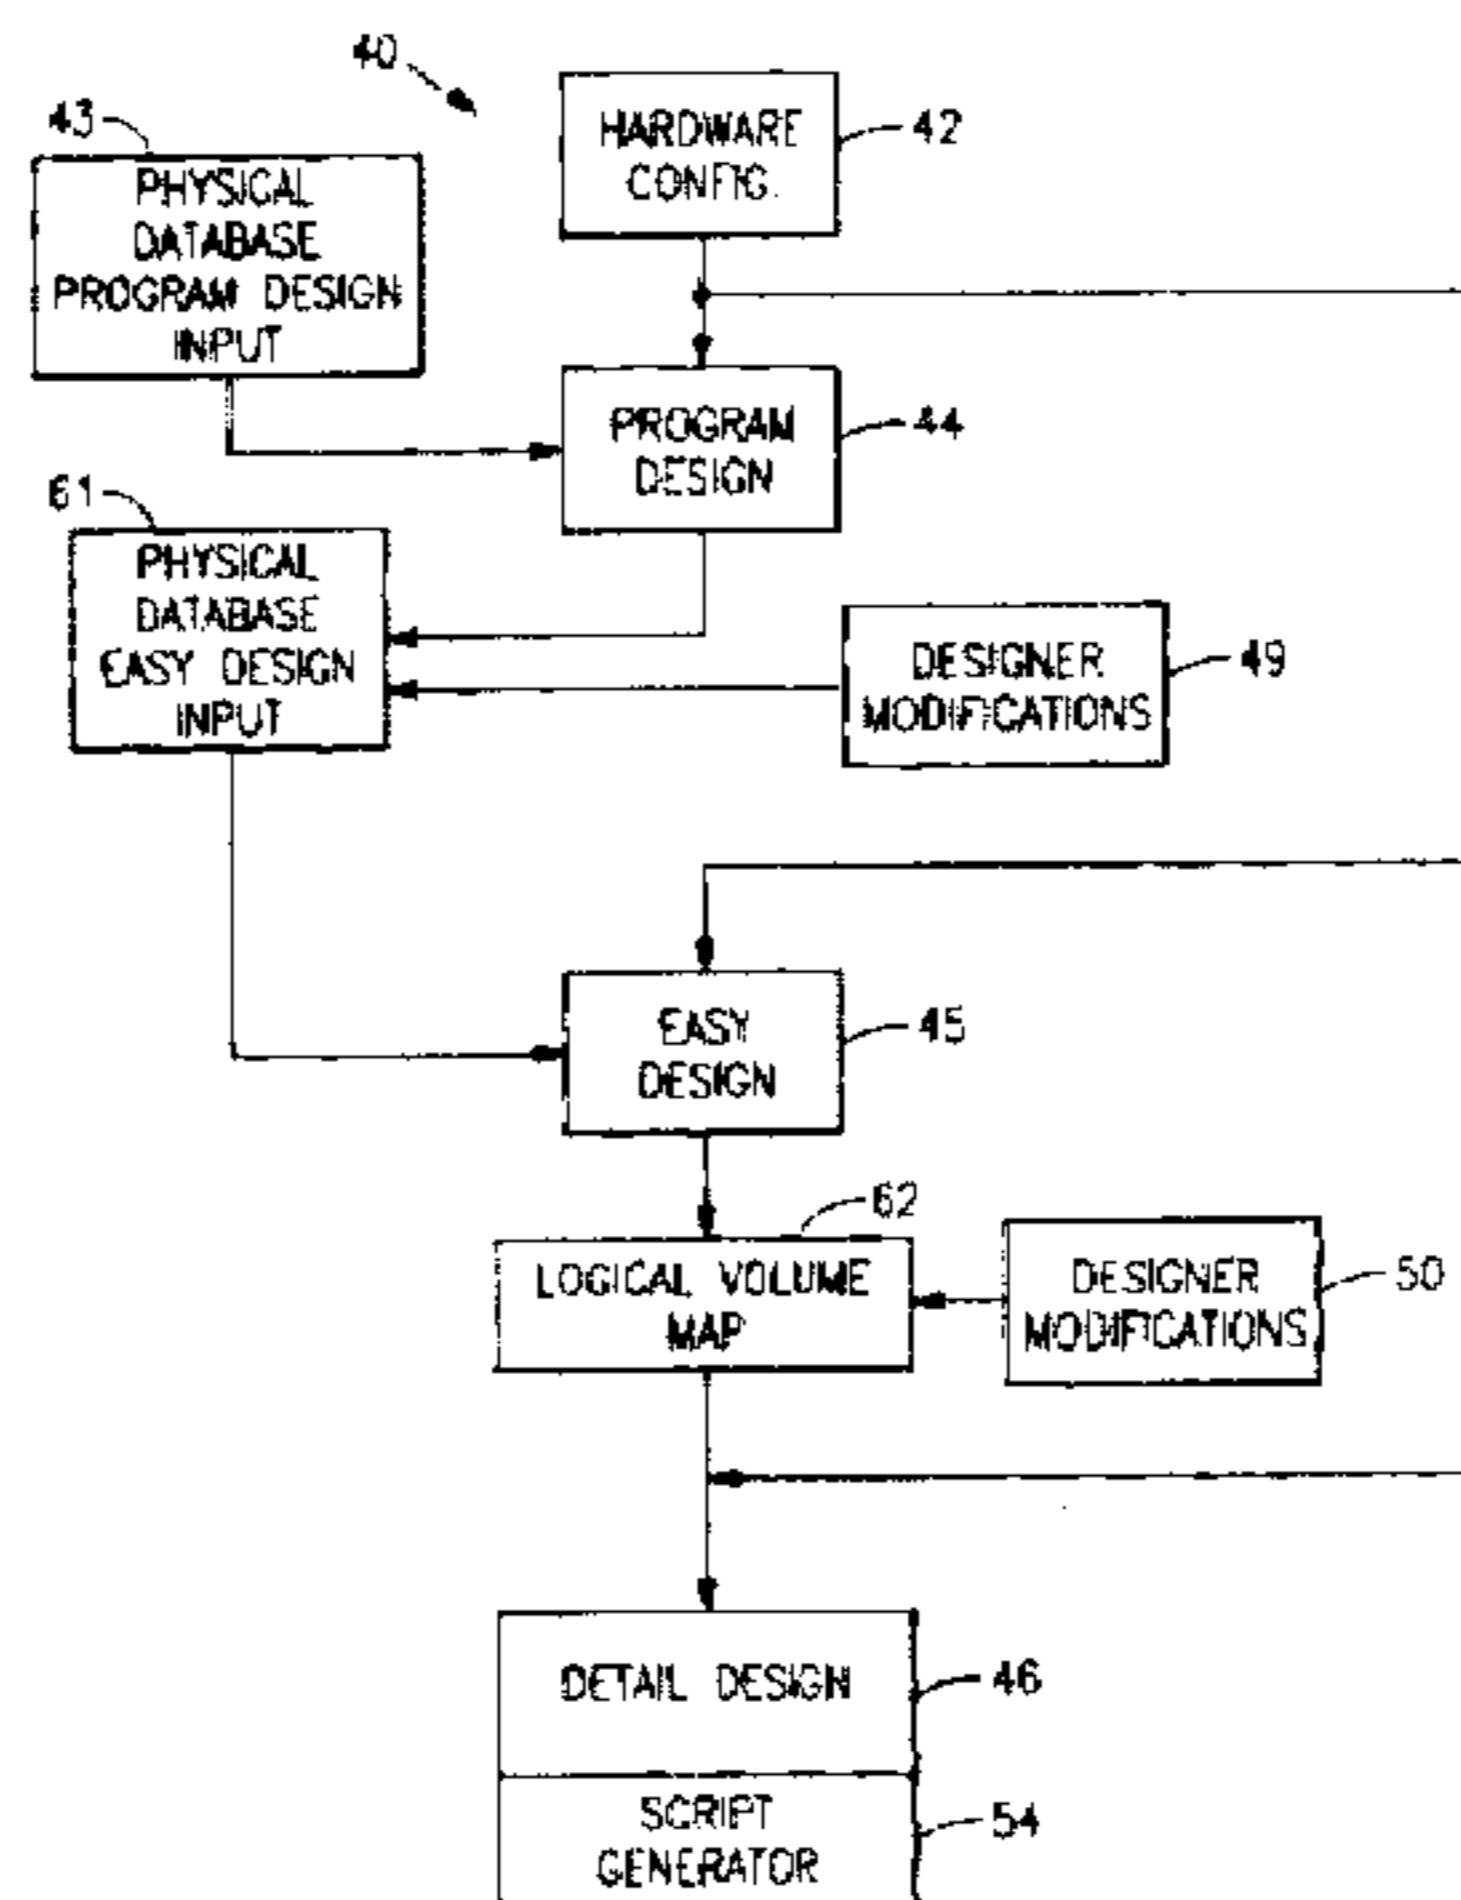 40
HARDWARE
CONFIG.
42
43
PHYSICAL
DATABASE
PROGRAM DESIGN
INPUT
PROGRAM
DESIGN
44
61
PHYSICAL
DATABASE
EASY DESIGN
INPUT
DESIGNER
MODIFICATIONS
49
EASY
DESIGN
45
62
LOGICAL VOLUME
MAP
DESIGNER
MODIFICATIONS
50
DETAIL DESIGN
46
SCRIPT
GENERATOR
54